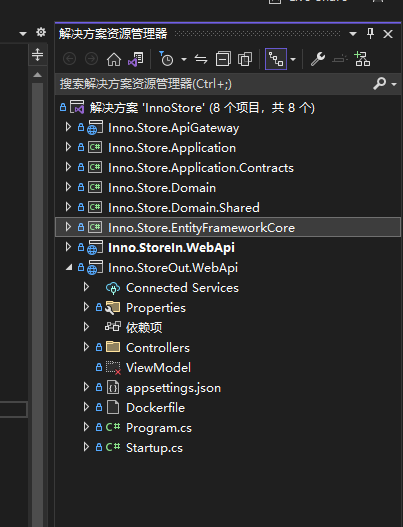 解决方案资源管理器
搜索解决方案资源管理器(Ctrl+;)
解决方案 'InnoStore' (8 个项目，共 8 个)
Inno.Store.ApiGateway
Inno.Store.Application
Inno.Store.Application.Contracts
Inno.Store.Domain
Inno.Store.Domain.Shared
Inno.Store.EntityFrameworkCore
Inno.StoreIn.WebApi
Inno.StoreOut.WebApi
Connected Services
Properties
依赖项
Controllers
ViewModel
appsettings.json
Dockerfile
C# Program.cs
C# Startup.cs